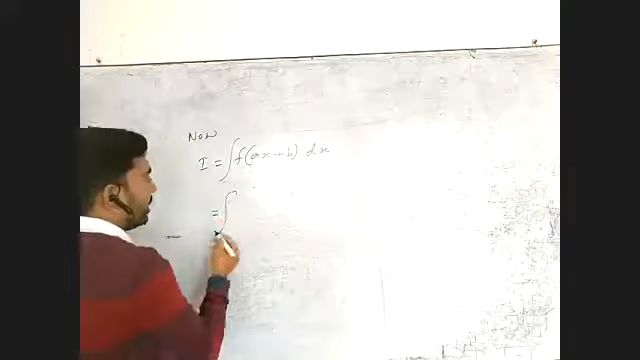 Now
I = ∫ f(ax+b) dx
= ∫